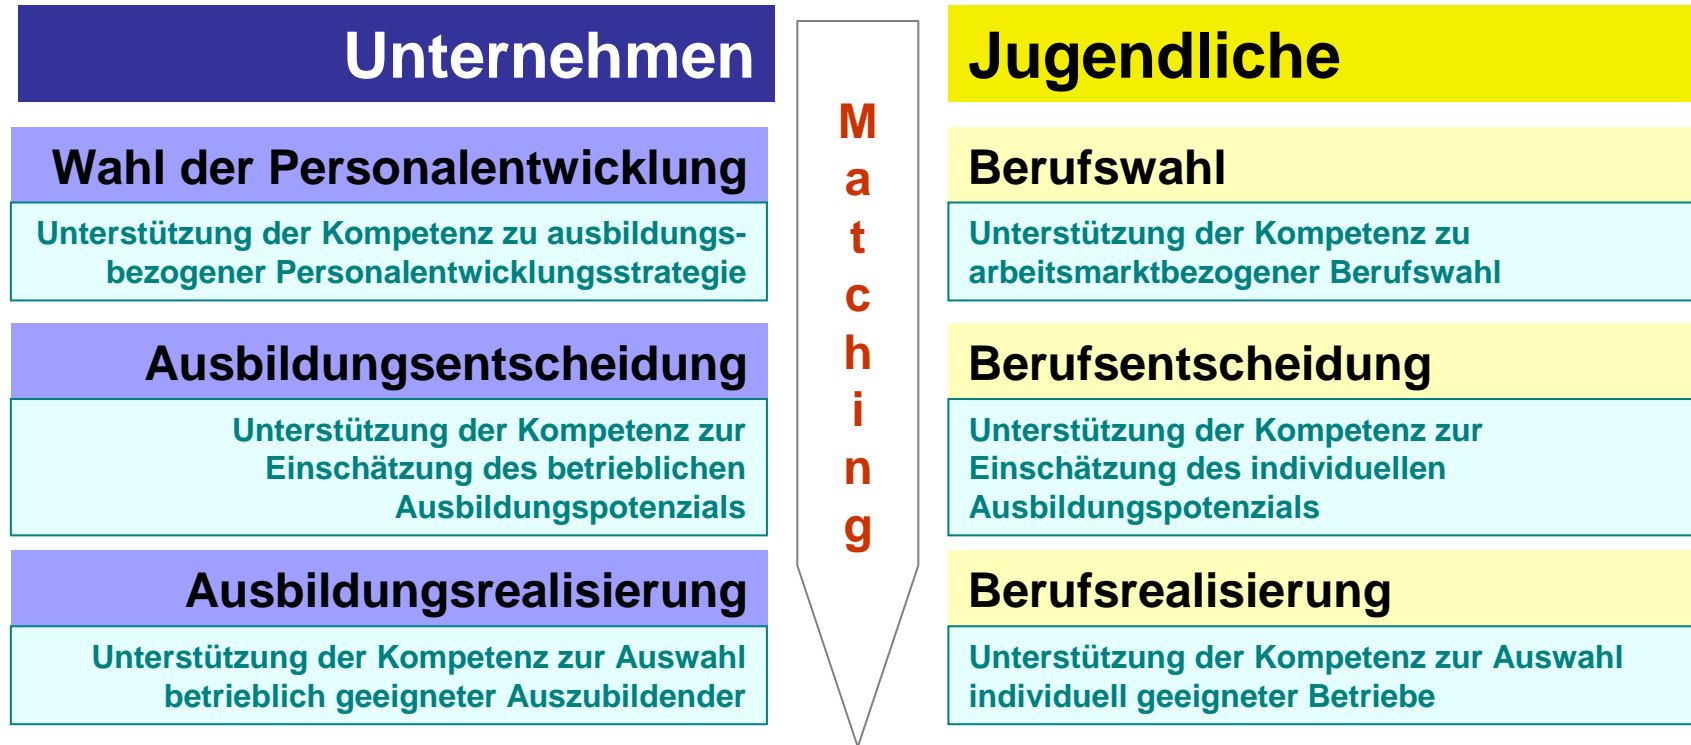 Unternehmen
Wahl der Personalentwicklung
Unterstützung der Kompetenz zu ausbildungs-
bezogener Personalentwicklungsstrategie
Ausbildungsentscheidung
Unterstützung der Kompetenz zur
Einschätzung des betrieblichen
Ausbildungspotenzials
Ausbildungsrealisierung
Unterstützung der Kompetenz zur Auswahl
betrieblich geeigneter Auszubildender
M
a
t
c
h
i
n
g
Jugendliche
Berufswahl
Unterstützung der Kompetenz zu
arbeitsmarktbezogener Berufswahl
Berufsentscheidung
Unterstützung der Kompetenz zur
Einschätzung des individuellen
Ausbildungspotenzials
Berufsrealisierung
Unterstützung der Kompetenz zur Auswahl
individuell geeigneter Betriebe